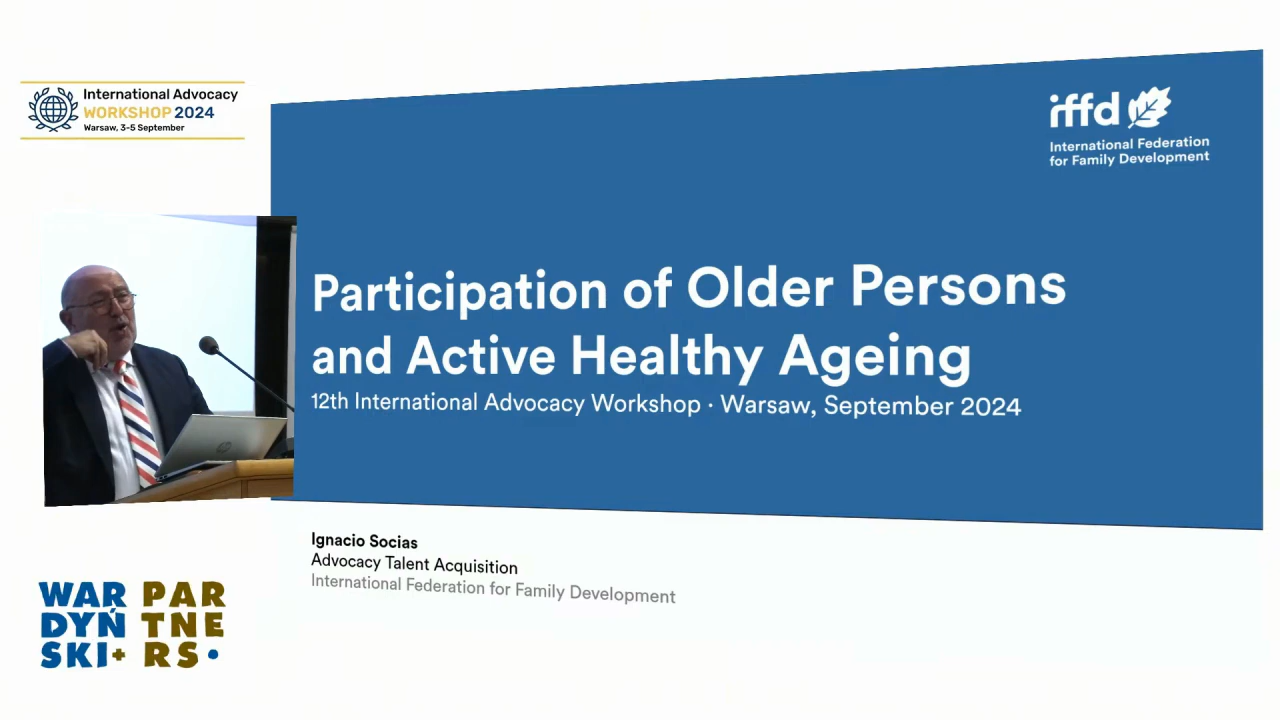 International Advocacy
WORKSHOP 2024
Warsaw, 3-5 September
iffd
International Federation
for Family Development
Participation of Older Persons
and Active Healthy Ageing
12th International Advocacy Workshop · Warsaw, September 2024
Ignacio Socias
Advocacy Talent Acquisition
International Federation for Family Development
WAR PAR
DYŃ TNE
SKI+ RS•